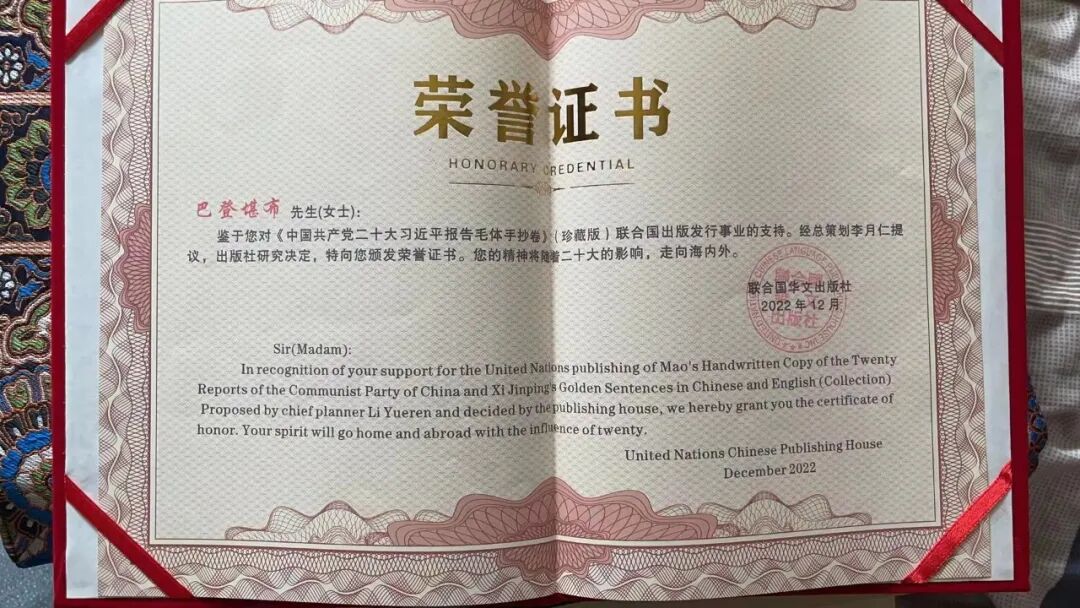 荣誉证书
HONORARY CREDENTIAL
巴登堪布 先生(女士):
鉴于您对《中国共产党二十大习近平报告毛体手抄卷》(珍藏版)联合国出版发行事业的支持。经总策划李月仁提
议,出版社研究决定,特向您颁发荣誉证书。您的精神将随着二十大的影响,走向海内外。
联合国华文出版社
2022 年 12 月
联合国
华文
出版社
Sir(Madam):
In recognition of your support for the United Nations publishing of Mao's Handwritten Copy of the Twenty
Reports of the Communist Party of China and Xi Jinping's Golden Sentences in Chinese and English (Collection)
Proposed by chief planner Li Yueren and decided by the publishing house, we hereby grant you the certificate of
honor. Your spirit will go home and abroad with the influence of twenty.
United Nations Chinese Publishing House
December 2022